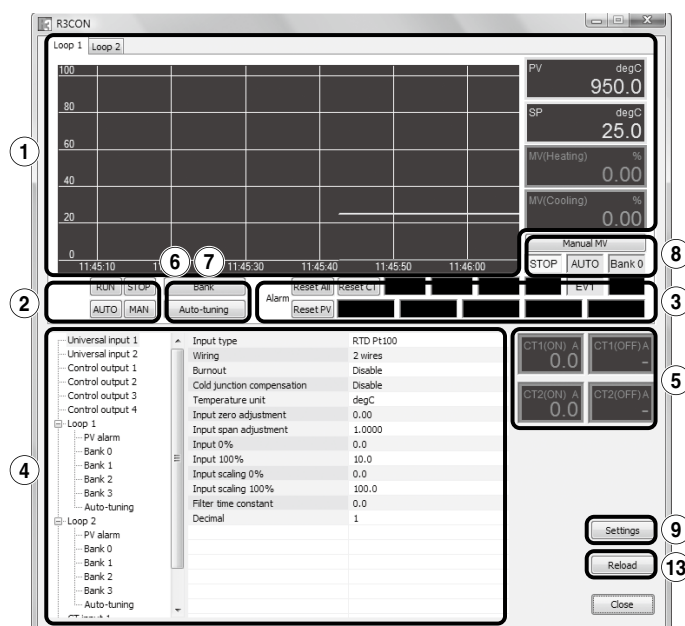 R3CON
Loop 1 Loop 2
100
80
60
40
20
0
11:45:10 11:45:30 11:45:40 11:45:50 11:46:00
PV degC
950.0
SP degC
25.0
MV(Heating) %
0.00
MV(Cooling) %
0.00
Manual MV
STOP AUTO Bank 0
1
6 7
8
2
3
RUN STOP
AUTO MAN
Bank
Auto-tuning
Alarm
Reset All Reset CT EV1
Reset PV
4
Universal input 1
Universal input 2
Control output 1
Control output 2
Control output 3
Control output 4
Loop 1
PV alarm
Bank 0
Bank 1
Bank 2
Bank 3
Auto-tuning
Loop 2
PV alarm
Bank 0
Bank 1
Bank 2
Bank 3
Auto-tuning
CT input 1
Input type RTD Pt100
Wiring 2 wires
Burnout Disable
Cold junction compensation Disable
Temperature unit degC
Input zero adjustment 0.00
Input span adjustment 1.0000
Input 0% 0.0
Input 100% 10.0
Input scaling 0% 0.0
Input scaling 100% 100.0
Filter time constant 0.0
Decimal 1
CT1(ON) A
0.0
CT1(OFF) A
-
CT2(ON) A
0.0
CT2(OFF) A
-
5
Settings
9
Reload
13
Close